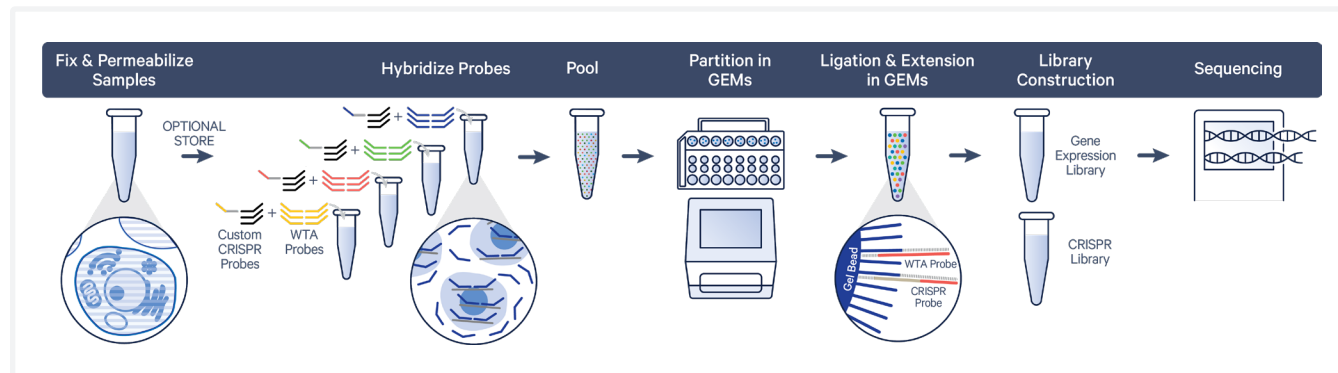 Fix & Permeabilize
Samples
Hybridize Probes
Pool
Partition in
GEMs
Ligation & Extension
in GEMs
Library
Construction
Sequencing
OPTIONAL
STORE
+
+
+
+
Custom
CRISPR
Probes
WTA
Probes
Gel Bead
WTA Probe
CRISPR
Probe
Gene
Expression
Library
CRISPR
Library